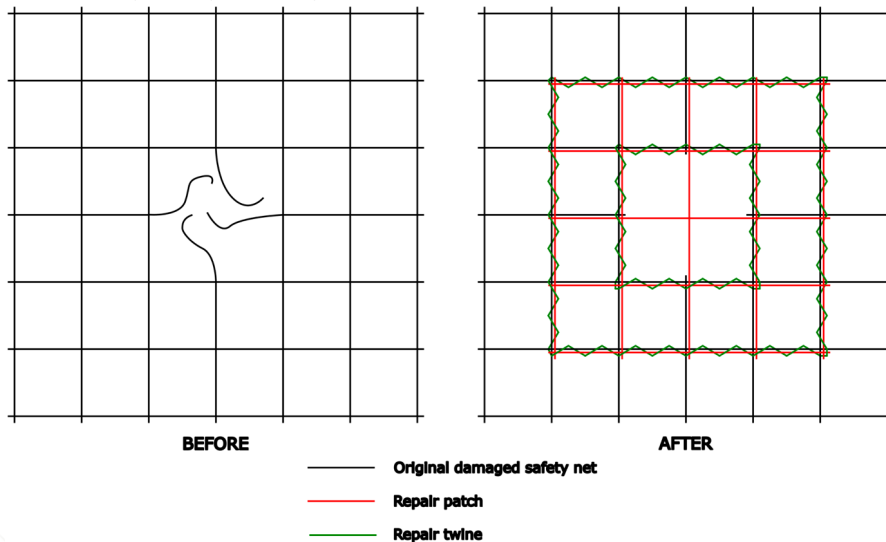 BEFORE
AFTER
Original damaged safety net
Repair patch
Repair twine